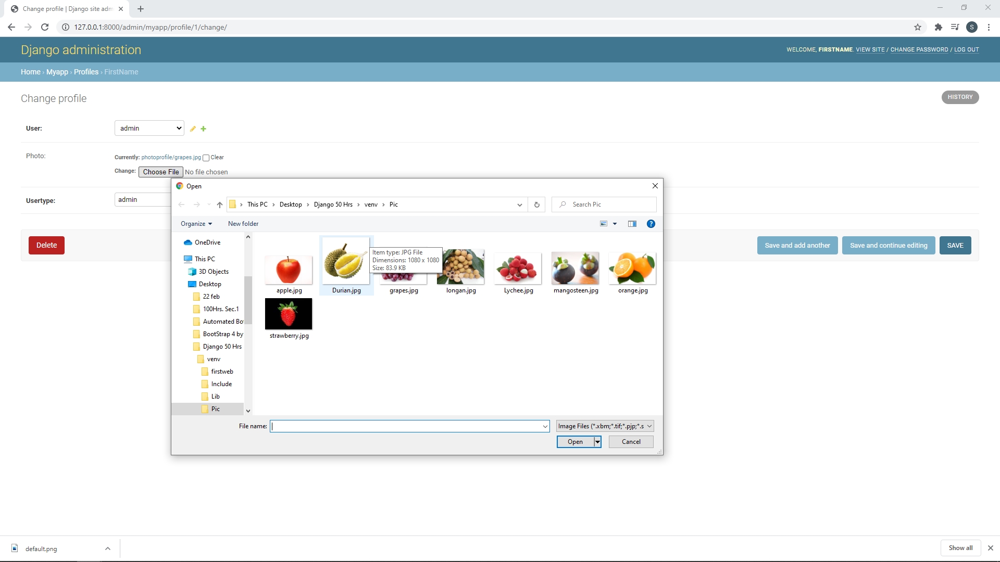 Change profile | Django site adm
127.0.0.1:8000/admin/myapp/profile/1/change/
S
Django administration
WELCOME, FIRSTNAME. VIEW SITE / CHANGE PASSWORD / LOG OUT
Home › Myapp › Profiles › FirstName
Change profile
HISTORY
User:
admin
Photo:
Currently: photoprofile/grapes.jpg Clear
Change: Choose File No file chosen
Usertype:
admin
Delete
Save and add another
Save and continue editing
SAVE
Open
This PC › Desktop › Django 50 Hrs › venv › Pic
Search Pic
Organize
New folder
OneDrive
This PC
3D Objects
Desktop
22 feb
100Hrs. Sec.1
Automated Bo
BootStrap 4 by
Django 50 Hrs
venv
firstweb
Include
Lib
Pic
Item type: JPG File
Dimensions: 1080 x 1080
Size: 83.9 KB
apple.jpg
Durian.jpg
grapes.jpg
longan.jpg
Lychee.jpg
mangosteen.jpg
orange.jpg
strawberry.jpg
File name:
Image Files (*.xbm;*.tif;*.pjp;*.s
Open
Cancel
default.png
Show all